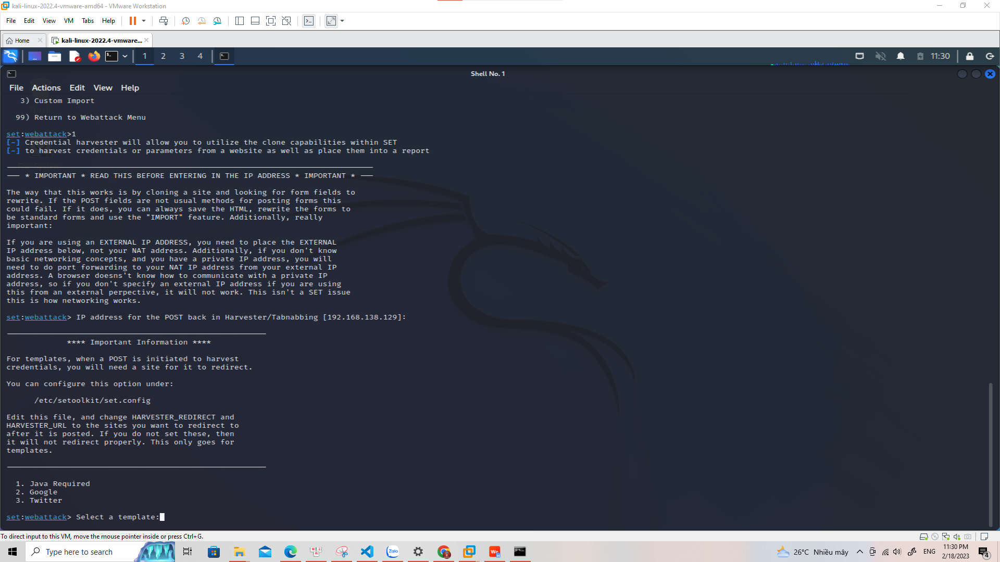 kali-linux-2022.4-vmware-amd64 - VMware Workstation
File Edit View VM Tabs Help
Home
kali-linux-2022.4-vmware...
1 2 3 4
11:30
Shell No. 1
File Actions Edit View Help
3) Custom Import
99) Return to Webattack Menu
set:webattack>1
[-] Credential harvester will allow you to utilize the clone capabilities within SET
[-] to harvest credentials or parameters from a website as well as place them into a report
--- * IMPORTANT * READ THIS BEFORE ENTERING IN THE IP ADDRESS * IMPORTANT * ---
The way that this works is by cloning a site and looking for form fields to
rewrite. If the POST fields are not usual methods for posting forms this
could fail. If it does, you can always save the HTML, rewrite the forms to
be standard forms and use the "IMPORT" feature. Additionally, really
important:
If you are using an EXTERNAL IP ADDRESS, you need to place the EXTERNAL
IP address below, not your NAT address. Additionally, if you don't know
basic networking concepts, and you have a private IP address, you will
need to do port forwarding to your NAT IP address from your external IP
address. A browser doesns't know how to communicate with a private IP
address, so if you don't specify an external IP address if you are using
this from an external perpective, it will not work. This isn't a SET issue
this is how networking works.
set:webattack> IP address for the POST back in Harvester/Tabnabbing [192.168.138.129]:
**** Important Information ****
For templates, when a POST is initiated to harvest
credentials, you will need a site for it to redirect.
You can configure this option under:
/etc/setoolkit/set.config
Edit this file, and change HARVESTER_REDIRECT and
HARVESTER_URL to the sites you want to redirect to
after it is posted. If you do not set these, then
it will not redirect properly. This only goes for
templates.
1. Java Required
2. Google
3. Twitter
set:webattack> Select a template:
To direct input to this VM, move the mouse pointer inside or press Ctrl+G.
Type here to search
Zalo
We
26°C Nhiều mây
ENG
11:30 PM
2/18/2023
4